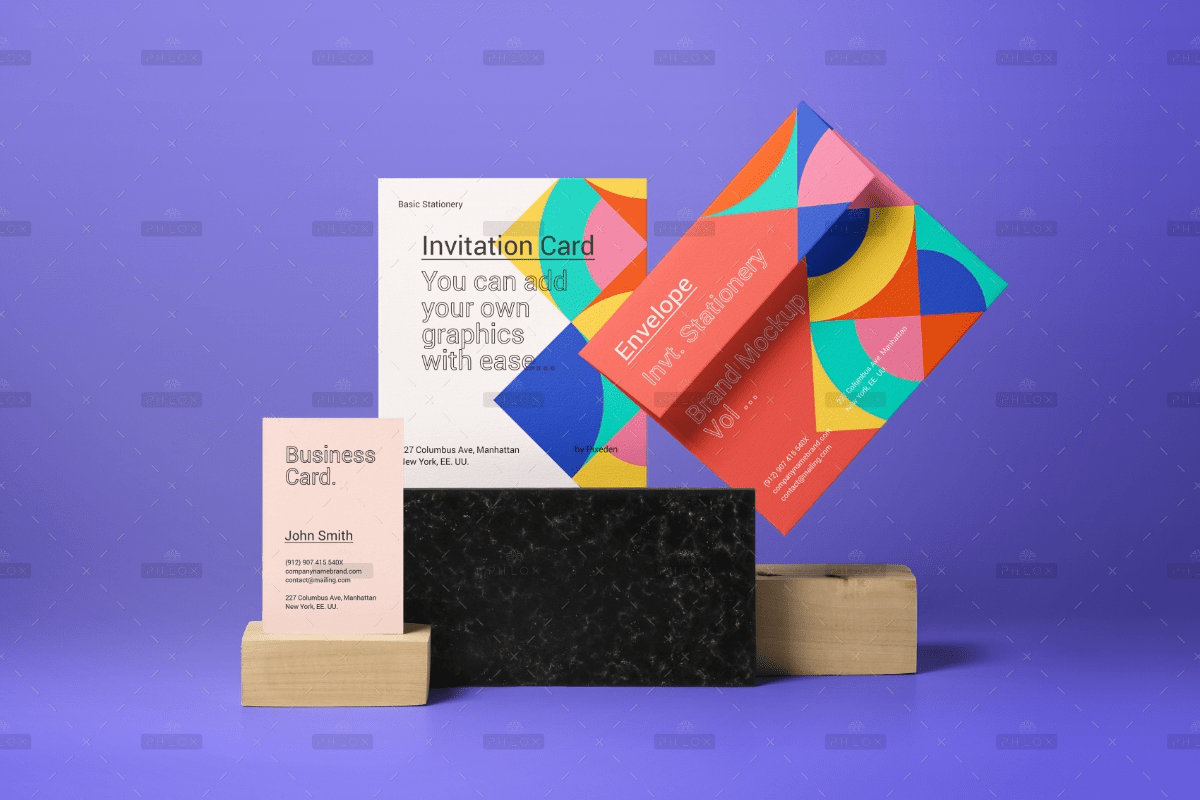 Basic Stationery
Invitation Card
You can add
your own
graphics
with ease....
27 Columbus Ave, Manhattan
New York, EE. UU.
by Pixeden
Envelope
Invt. Stationery
Brand Mockup
Vol ...
(912) 907 415 540X
companynamebrand.com
contact@mailing.com
Columbus Ave, Manhattan
New York, EE. UU.
Business
Card.
John Smith
(912) 907 415 540X
companynamebrand.com
contact@mailing.com
227 Columbus Ave, Manhattan
New York, EE. UU.
PHLOX